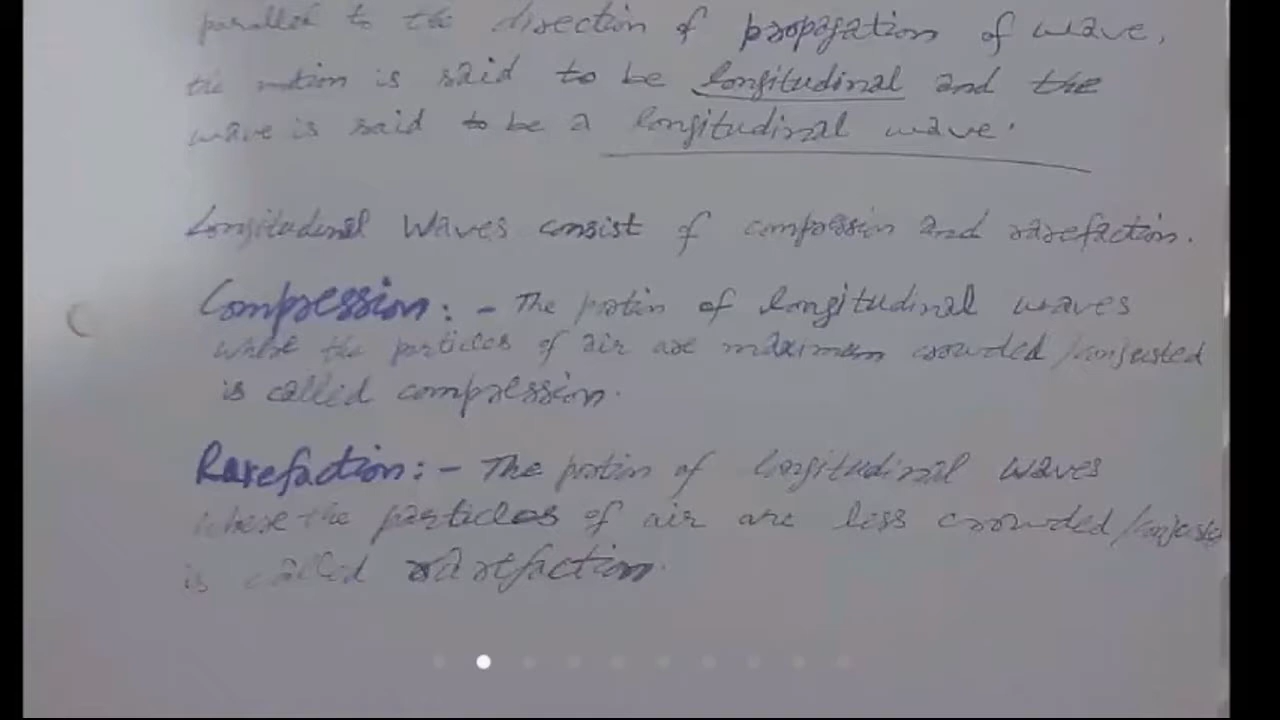 parallel to the direction of propagation of wave,
the motion is said to be longitudinal and the
wave is said to be a longitudinal wave.
Longitudinal Waves consist of compression and rarefaction.
Compression: - The portin of longitudinal waves
where the particles of air are maximum crowded / conjusted
is called compression.
Rarefaction: - The portin of longitudinal waves
where the particles of air are less crowded /
is called rarefaction.